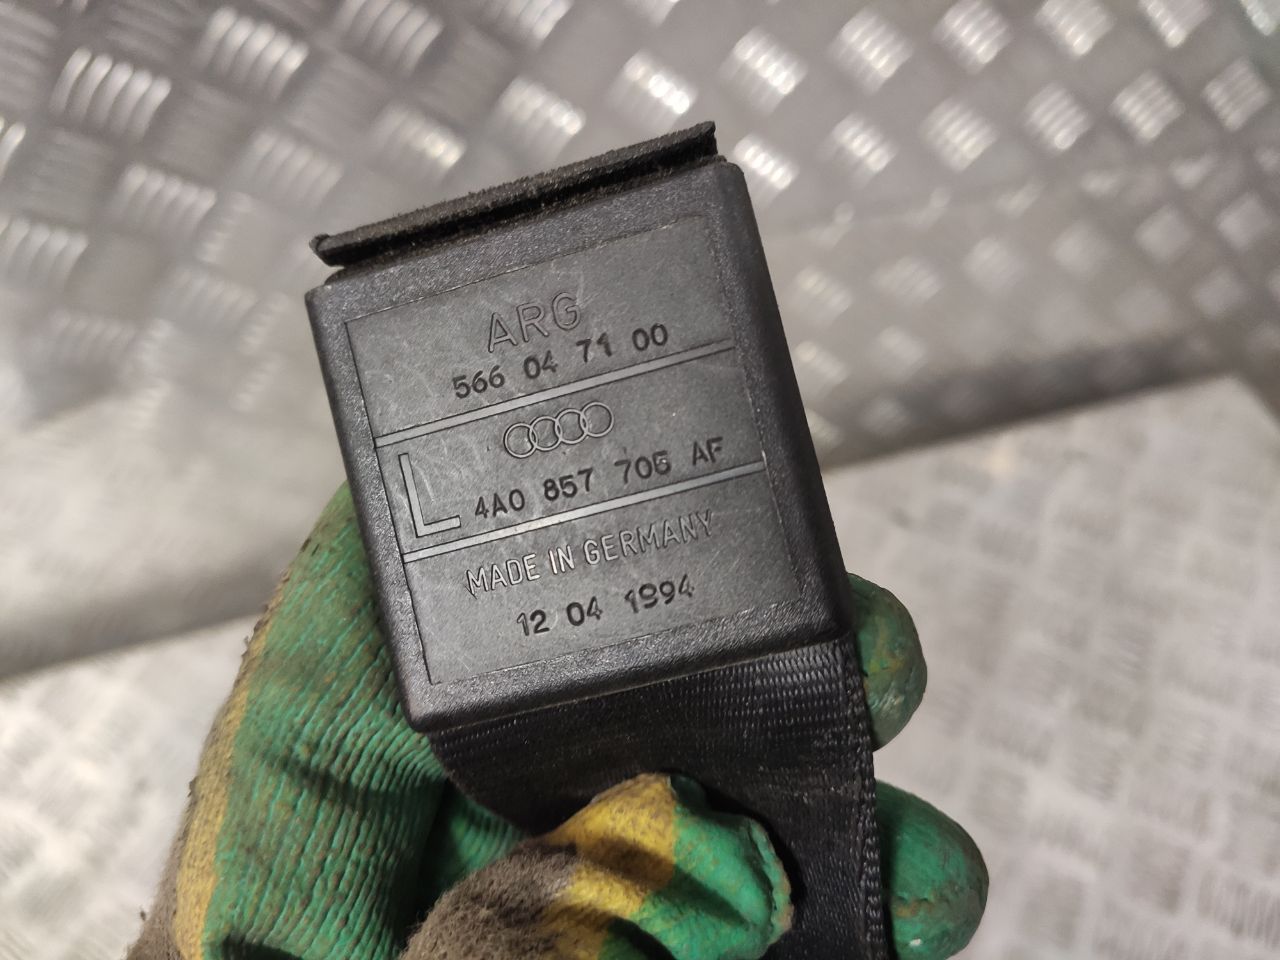 ARG
566 04 71 00
L 4A0 857 705 AF
MADE IN GERMANY
12 04 1994